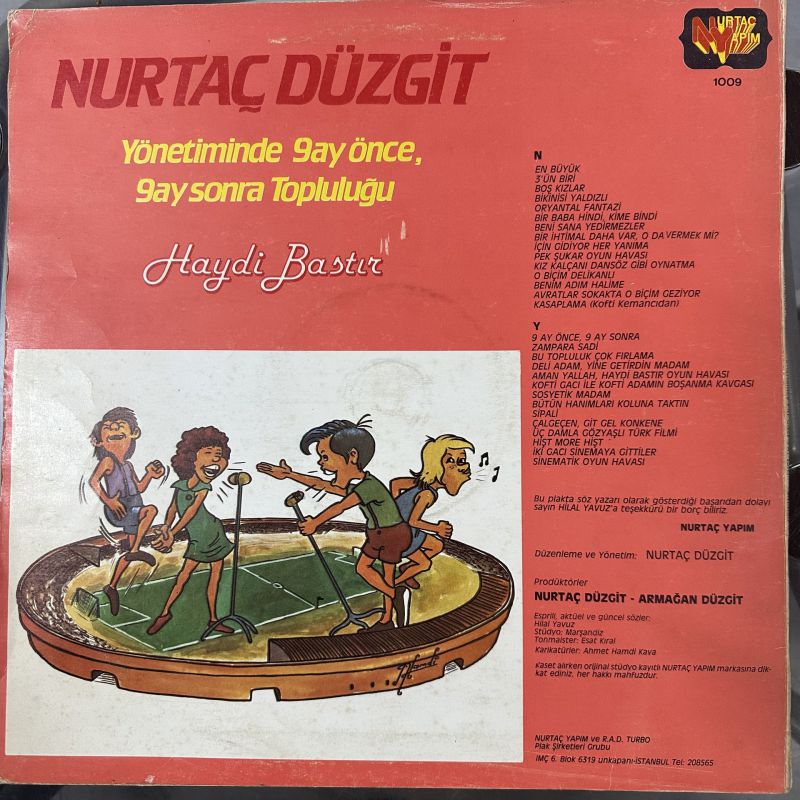 NURTAÇ YAPIM
1009
NURTAÇ DÜZGİT
Yönetiminde 9 ay önce,
9 ay sonra Topluluğu
Haydi Bastır
N
EN BÜYÜK
3'ÜN BİRİ
BOŞ KIZLAR
BİKİNİSİ YALDIZLI
ORYANTAL FANTAZİ
BİR BABA HİNDİ, KİME BİNDİ
BENİ SANA YEDİRMEZLER
BİR İHTİMAL DAHA VAR, O DA VERMEK Mİ?
İÇİN GİDİYOR HER YANIMA
PEK ŞUKAR OYUN HAVASI
KIZ KALÇANI DANSÖZ GİBİ OYNATMA
O BİÇİM DELİKANLI
BENİM ADIM HALİME
AVRATLAR SOKAKTA O BİÇİM GEZİYOR
KASAPLAMA (Kofti Kemancıdan)
Y
9 AY ÖNCE, 9 AY SONRA
ZAMPARA SADİ
BU TOPLULUK ÇOK FIRLAMA
DELİ ADAM, YİNE GETİRDİN MADAM
AMAN YALLAH, HAYDİ BASTIR OYUN HAVASI
KOFTİ GACI İLE KOFTİ ADAMIN BOŞANMA KAVGASI
SOSYETİK MADAM
BÜTÜN HANIMLARI KOLUNA TAKTIN
SIPALİ
ÇALGEÇEN, GİT GEL KONKENE
ÜÇ DAMLA GÖZYAŞLI TÜRK FİLMİ
HİŞT MORE HİŞT
İKİ GACI SİNEMAYA GİTTİLER
SİNEMATİK OYUN HAVASI
Bu plakta söz yazarı olarak gösterdiği başarıdan dolayı
sayın HİLAL YAVUZ'a teşekkürü bir borç biliriz.
NURTAÇ YAPIM
Düzenleme ve Yönetim: NURTAÇ DÜZGİT
Prodüktörler
NURTAÇ DÜZGİT - ARMAĞAN DÜZGİT
Esprili, aktüel ve güncel sözler:
Hilal Yavuz
Stüdyo: Marşandiz
Tonmaister: Esat Kıral
Karikatürler: Ahmet Hamdi Kava
Kaset alırken orijinal stüdyo kayıtlı NURTAÇ YAPIM markasına dik-
kat ediniz, her hakkı mahfuzdur.
NURTAÇ YAPIM ve R.A.D. TURBO
Plak Şirketleri Grubu
İMÇ 6. Blok 6319 unkapanı-İSTANBUL Tel: 208565